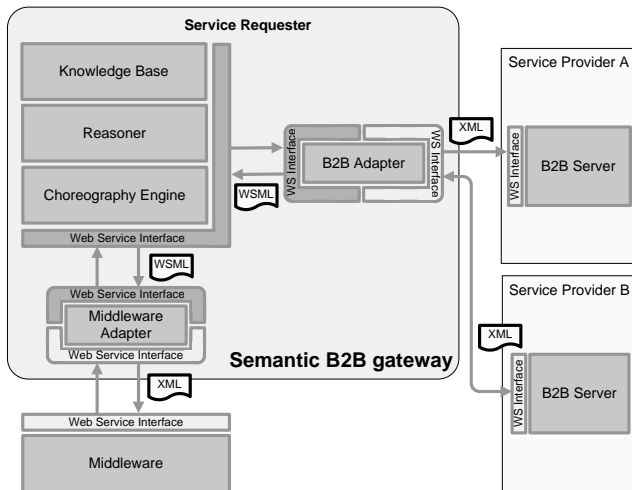 Service Requester
Knowledge Base
Reasoner
Choreography Engine
Web Service Interface
WSML
Web Service Interface
Middleware
Adapter
Web Service Interface
XML
Web Service Interface
Middleware
WS Interface
B2B Adapter
WS Interface
WSML
Semantic B2B gateway
XML
Service Provider A
WS Interface
B2B Server
Service Provider B
XML
WS Interface
B2B Server